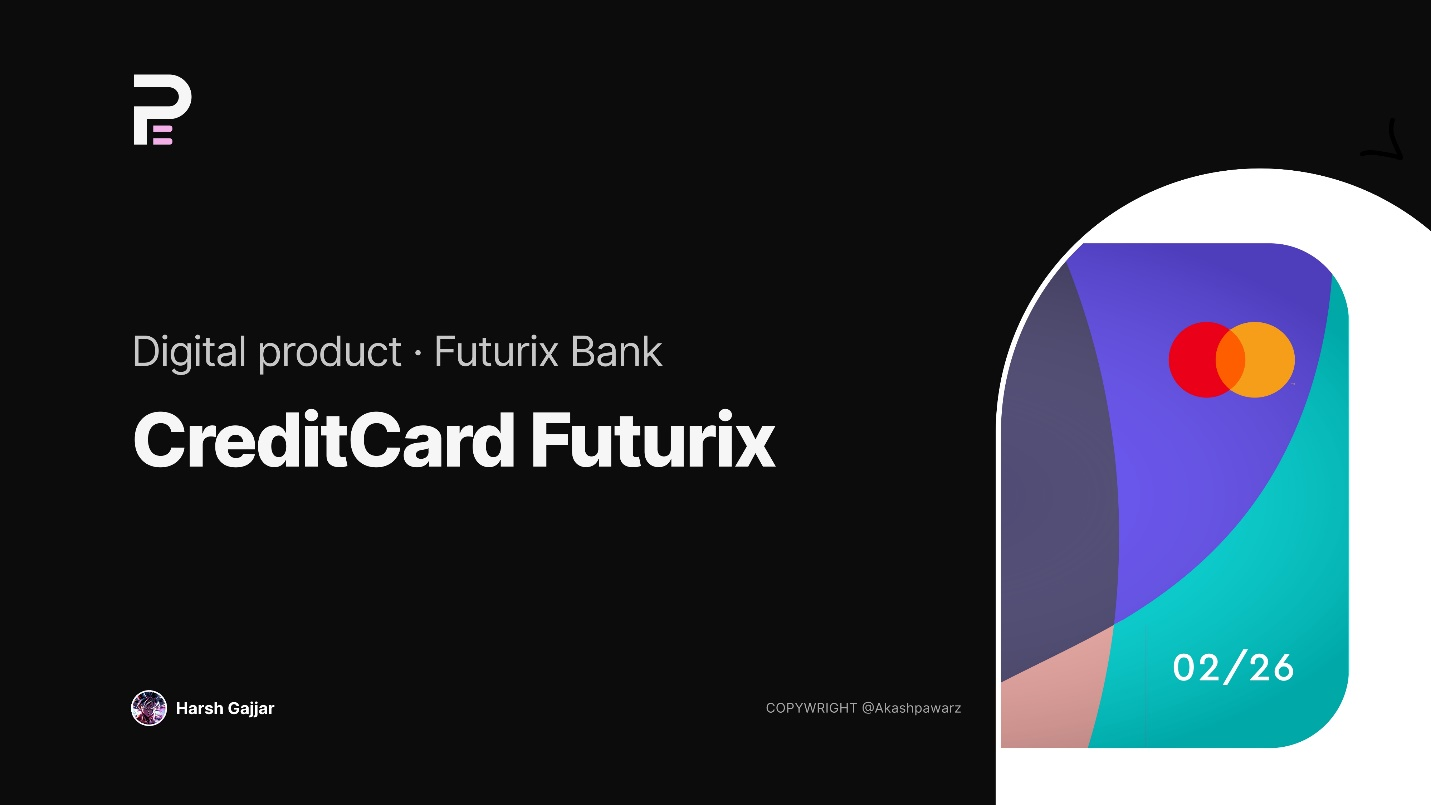 Digital product · Futurix Bank
CreditCard Futurix
02/26
Harsh Gajjar
COPYWRIGHT @Akashpawarz